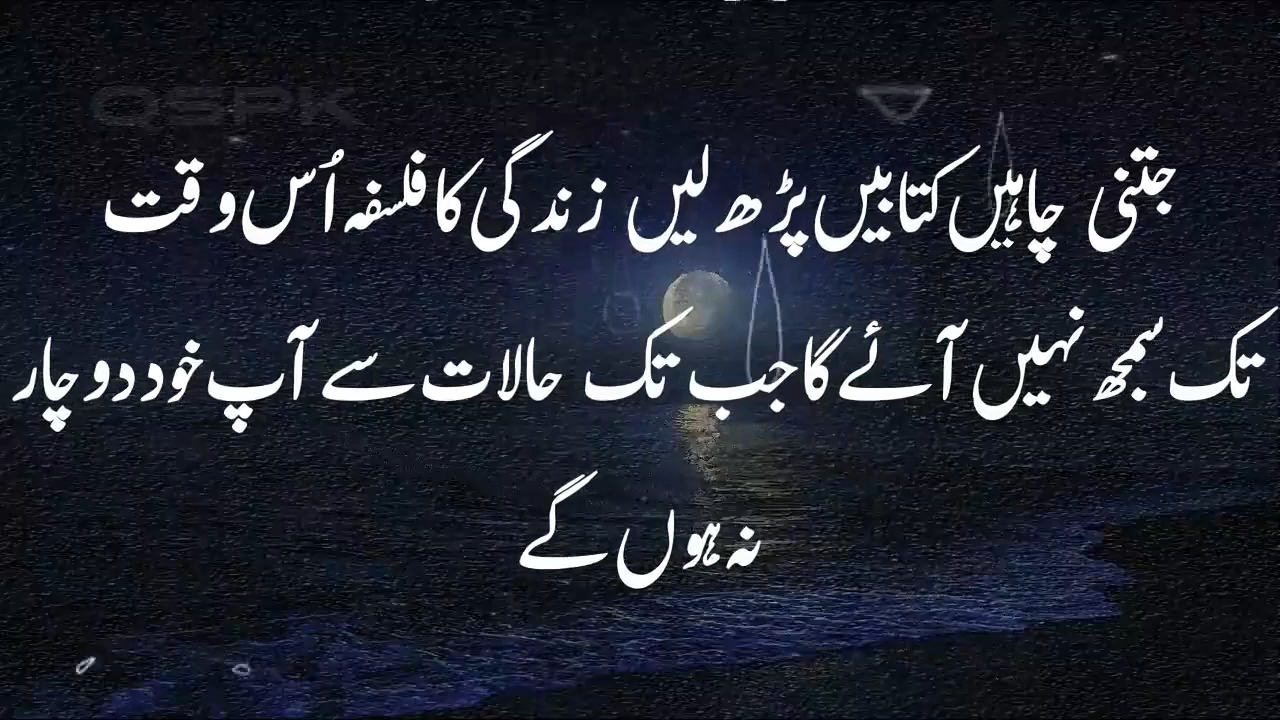 QSPK
جتنی چاہیں کتابیں پڑھ لیں زندگی کا فلسفہ اُس وقت
تک سمجھ نہیں آئے گا جب تک حالات سے آپ خود دوچار
نہ ہوں گے